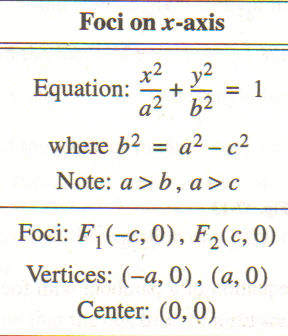 Foci on x-axis
Equation: x²/a² + y²/b² = 1
where b² = a² – c²
Note: a > b, a > c
Foci: F₁(–c, 0), F₂(c, 0)
Vertices: (–a, 0), (a, 0)
Center: (0, 0)